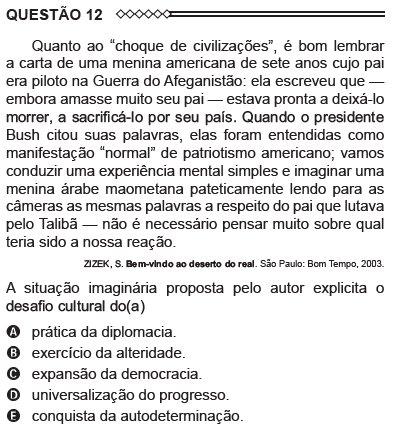 QUESTÃO 12
Quanto ao “choque de civilizações”, é bom lembrar
a carta de uma menina americana de sete anos cujo pai
era piloto na Guerra do Afeganistão: ela escreveu que —
embora amasse muito seu pai — estava pronta a deixá-lo
morrer, a sacrificá-lo por seu país. Quando o presidente
Bush citou suas palavras, elas foram entendidas como
manifestação “normal” de patriotismo americano; vamos
conduzir uma experiência mental simples e imaginar uma
menina árabe maometana pateticamente lendo para as
câmeras as mesmas palavras a respeito do pai que lutava
pelo Talibã — não é necessário pensar muito sobre qual
teria sido a nossa reação.
ZIZEK, S. Bem-vindo ao deserto do real. São Paulo: Bom Tempo, 2003.
A situação imaginária proposta pelo autor explicita o
desafio cultural do(a)
A prática da diplomacia.
B exercício da alteridade.
C expansão da democracia.
D universalização do progresso.
E conquista da autodeterminação.